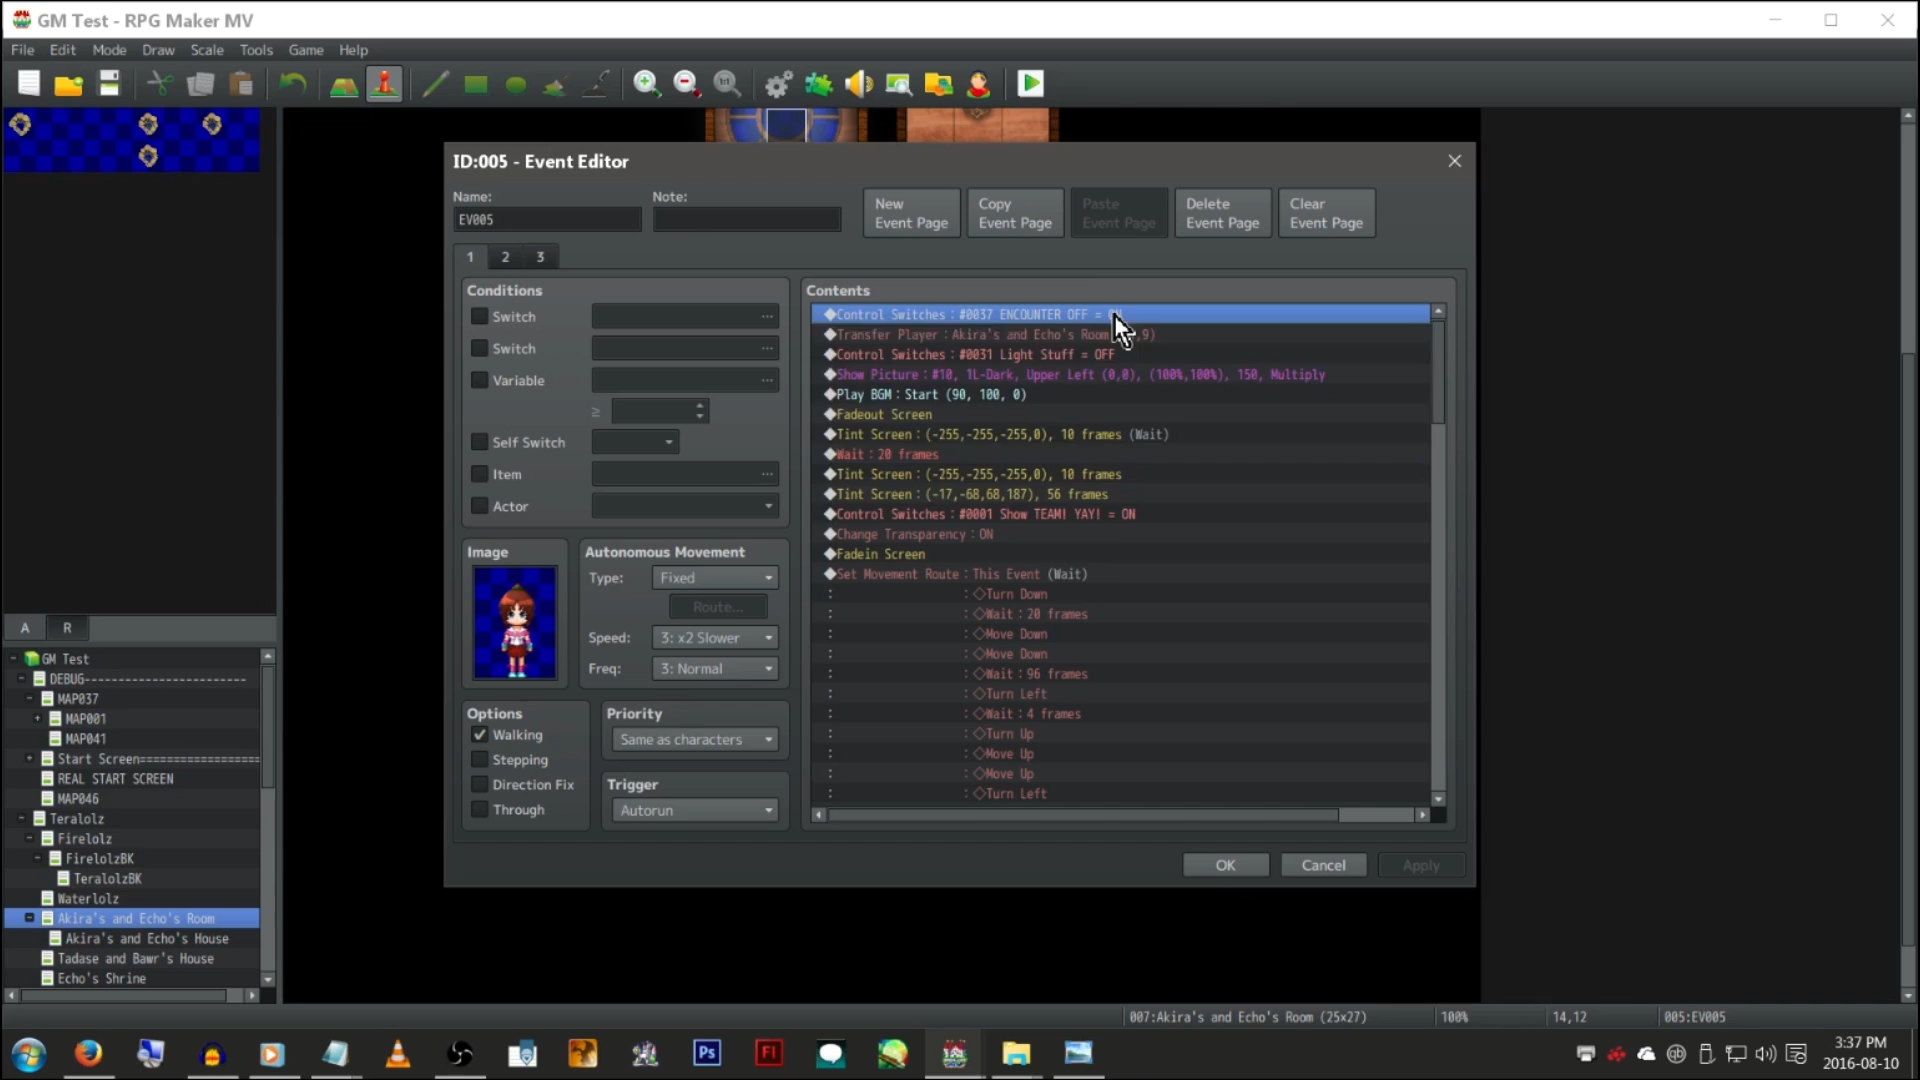 GM Test - RPG Maker MV
File Edit Mode Draw Scale Tools Game Help
ID:005 - Event Editor
Name: Note:
EV005
New Event Page
Copy Event Page
Paste Event Page
Delete Event Page
Clear Event Page
1 2 3
Conditions
Switch
Switch
Variable
≥
Self Switch
Item
Actor
Image
Autonomous Movement
Type: Fixed
Route...
Speed: 3: x2 Slower
Freq: 3: Normal
Options
Walking
Stepping
Direction Fix
Through
Priority
Same as characters
Trigger
Autorun
Contents
◆Control Switches : #0037 ENCOUNTER OFF =
◆Transfer Player : Akira's and Echo's Room ,9)
◆Control Switches : #0031 Light Stuff = OFF
◆Show Picture : #10, 1L-Dark, Upper Left (0,0), (100%,100%), 150, Multiply
◆Play BGM : Start (90, 100, 0)
◆Fadeout Screen
◆Tint Screen : (-255,-255,-255,0), 10 frames (Wait)
◆Wait : 20 frames
◆Tint Screen : (-255,-255,-255,0), 10 frames
◆Tint Screen : (-17,-68,68,187), 56 frames
◆Control Switches : #0001 Show TEAM! YAY! = ON
◆Change Transparency : ON
◆Fadein Screen
◆Set Movement Route : This Event (Wait)
: : ◇Turn Down
: : ◇Wait : 20 frames
: : ◇Move Down
: : ◇Move Down
: : ◇Wait : 96 frames
: : ◇Turn Left
: : ◇Wait : 4 frames
: : ◇Turn Up
: : ◇Move Up
: : ◇Move Up
: : ◇Turn Left
OK Cancel Apply
A R
GM Test
DEBUG------------------------
MAP037
MAP001
MAP041
Start Screen==================
REAL START SCREEN
MAP046
Teralolz
Firelolz
FirelolzBK
TeralolzBK
Waterlolz
Akira's and Echo's Room
Akira's and Echo's House
Tadase and Bawr's House
Echo's Shrine
007:Akira's and Echo's Room (25x27) 100% 14,12 005:EV005
Ps
Fl
3:37 PM
2016-08-10